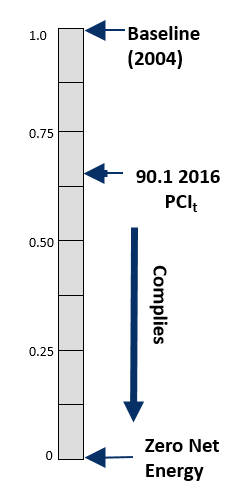 1.0
Baseline
(2004)
0.75
90.1 2016
PCIt
0.50
Complies
0.25
0
Zero Net
Energy